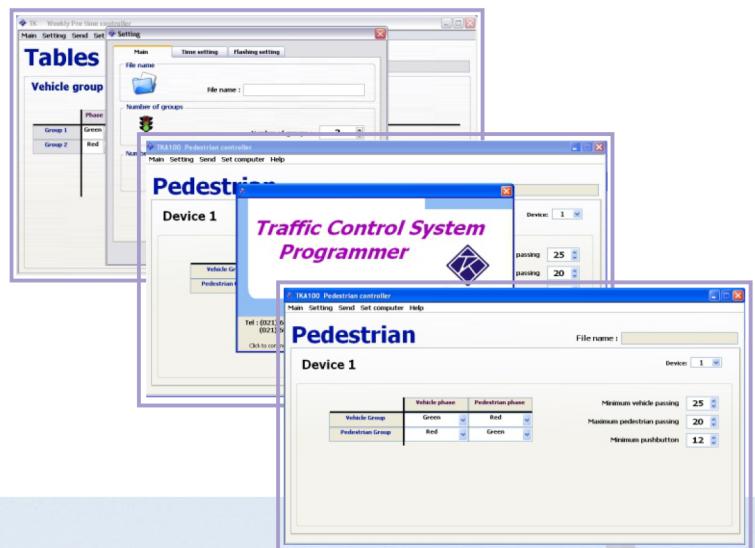 TK Weekly Pre time controller
Main Setting Send Set
Tables
Vehicle group
Phase
Group 1 Green
Group 2 Red
Setting
Main Time setting Flashing setting
File name
File name :
Number of groups
TKA100 Pedestrian controller
Main Setting Send Set computer Help
Device 1
Device: 1
passing 25
passing 20
Vehicle Gr
Pedestrian
Traffic Control System
Programmer
Tel : (021)
(021)
TKA100 Pedestrian controller
Main Setting Send Set computer Help
Pedestrian
File name :
Device 1
Device: 1
Vehicle phase Pedestrian phase
Vehicle Group Green Red
Pedestrian Group Red Green
Minimum vehicle passing 25
Maximum pedestrian passing 20
Minimum pushbutton 12